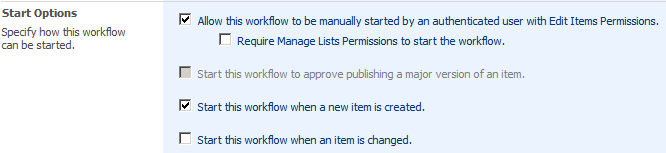 Start Options
Specify how this workflow
can be started.
Allow this workflow to be manually started by an authenticated user with Edit Items Permissions.
Require Manage Lists Permissions to start the workflow.
Start this workflow to approve publishing a major version of an item.
Start this workflow when a new item is created.
Start this workflow when an item is changed.